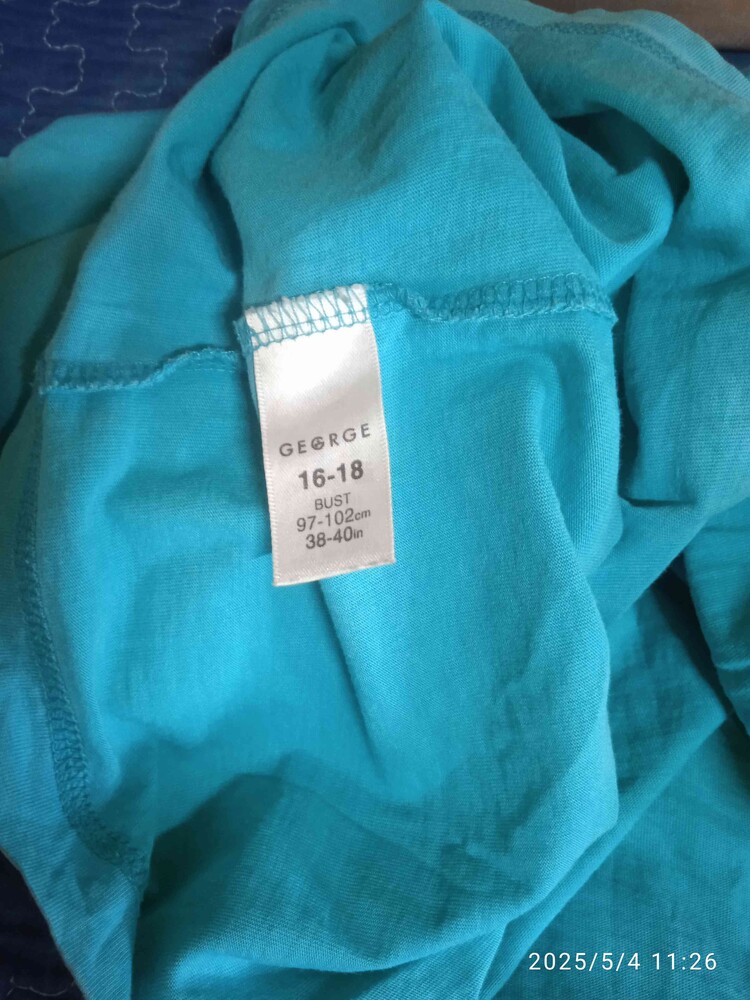 GEORGE
16-18
BUST
97-102cm
38-40in
2025/5/4 11:26